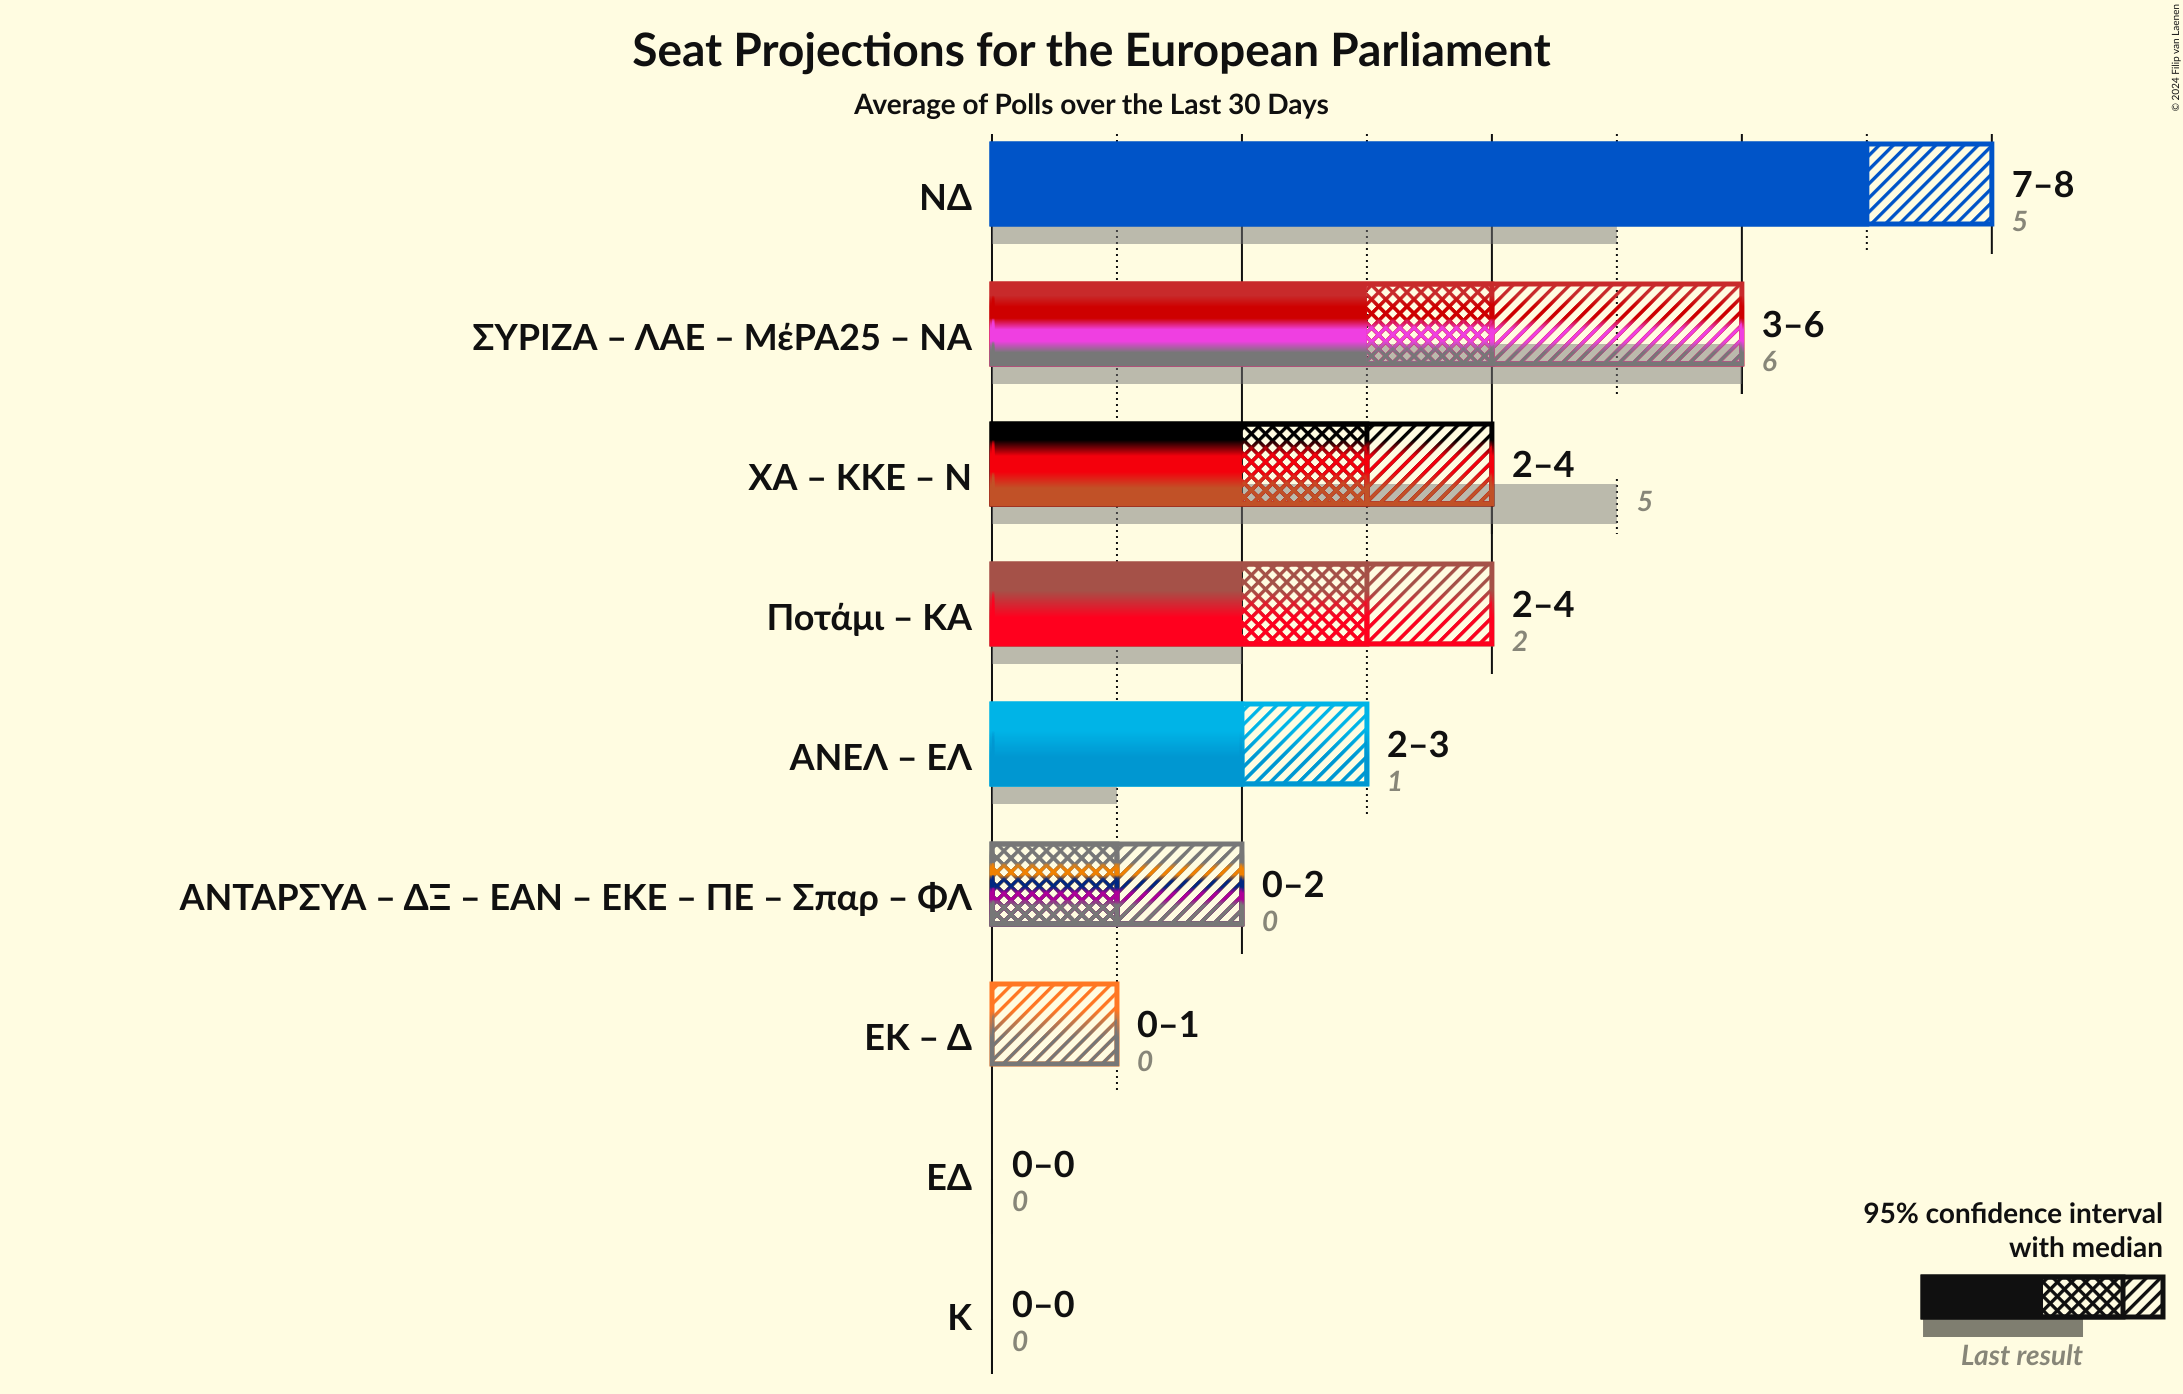 Seat Projections for the European Parliament
Average of Polls over the Last 30 Days
© 2024 Filip van Laenen
ΝΔ
7–8
5
ΣΥΡΙΖΑ – ΛΑΕ – ΜέΡΑ25 – ΝΑ
3–6
6
ΧΑ – ΚΚΕ – Ν
2–4
5
Ποτάμι – ΚΑ
2–4
2
ΑΝΕΛ – ΕΛ
2–3
1
ΑΝΤΑΡΣΥΑ – ΔΞ – ΕΑΝ – ΕΚΕ – ΠΕ – Σπαρ – ΦΛ
0–2
0
ΕΚ – Δ
0–1
0
ΕΔ
0–0
0
Κ
0–0
0
95% confidence interval
with median
Last result